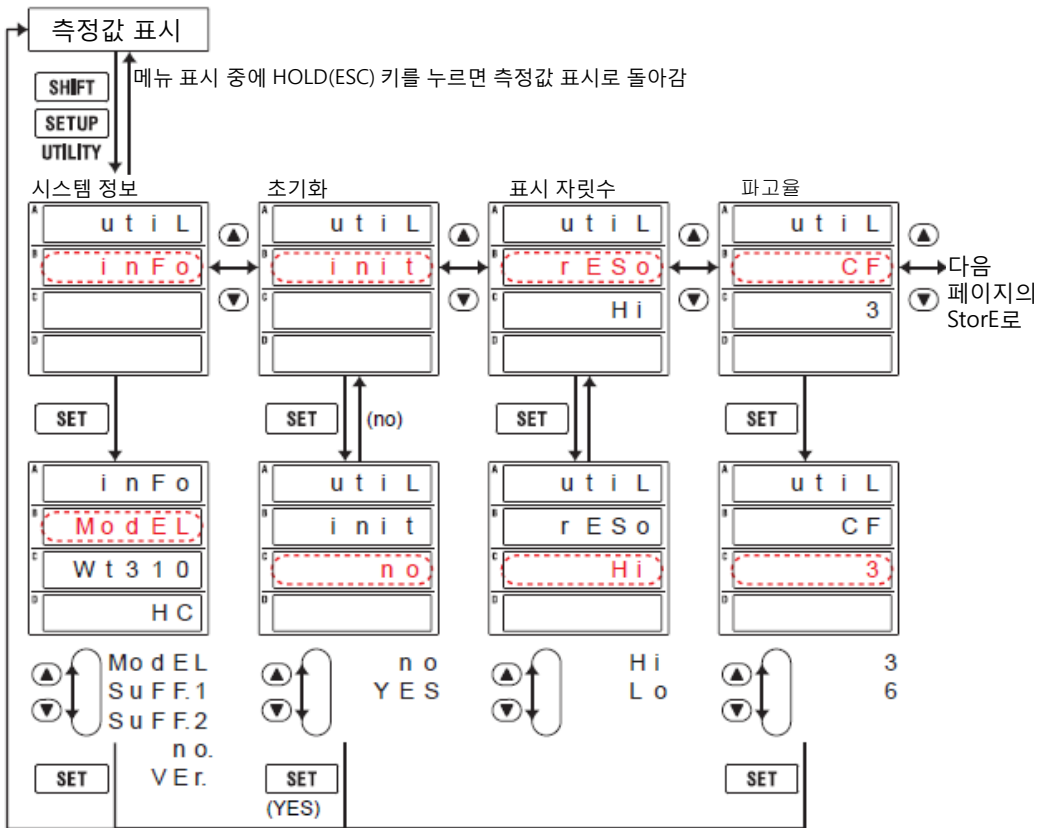 측정값 표시
메뉴 표시 중에 HOLD(ESC) 키를 누르면 측정값 표시로 돌아감
SHIFT
SETUP
UTILITY
시스템 정보
A utiL
B inFo
C
D
초기화
A utiL
B init
C
D
표시 자릿수
A utiL
B rESo
C Hi
D
파고율
A utiL
B CF
C 3
D
다음
페이지의
StorE로
SET
SET
(no)
SET
SET
A inFo
B ModEL
C Wt310
D HC
A utiL
B init
C no
D
A utiL
B rESo
C Hi
D
A utiL
B CF
C 3
D
ModEL
SuFF.1
SuFF.2
no.
VEr.
no
YES
Hi
Lo
3
6
SET
SET
(YES)
SET